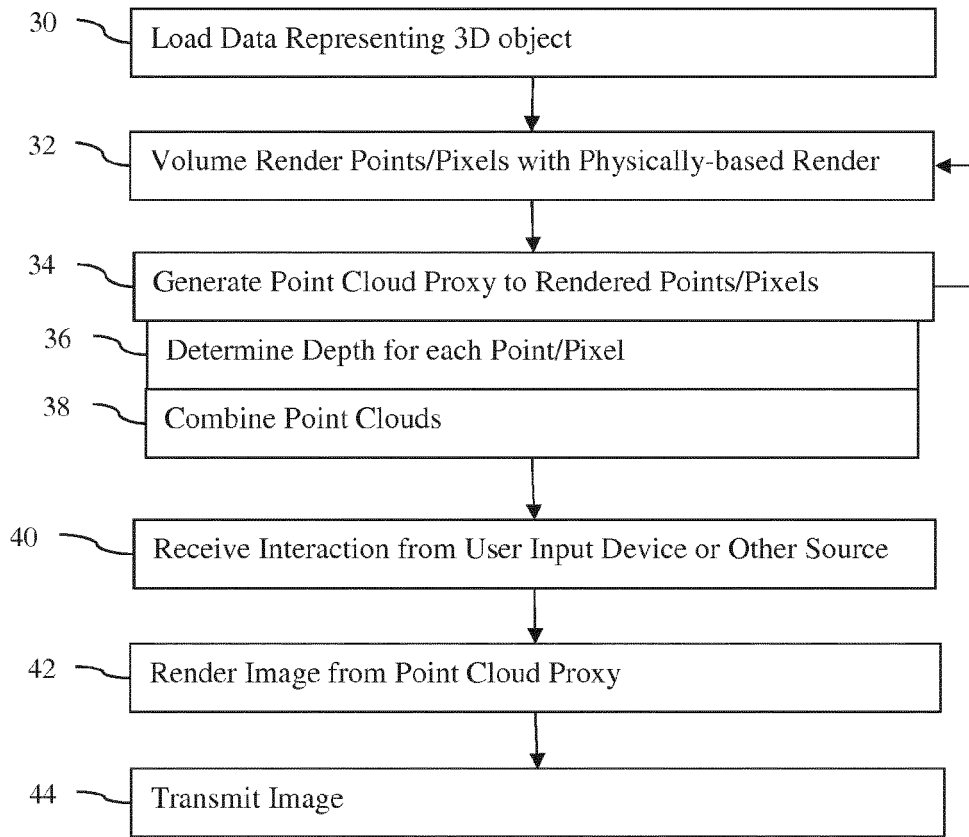 30 Load Data Representing 3D object
32 Volume Render Points/Pixels with Physically-based Render
34 Generate Point Cloud Proxy to Rendered Points/Pixels
36 Determine Depth for each Point/Pixel
38 Combine Point Clouds
40 Receive Interaction from User Input Device or Other Source
42 Render Image from Point Cloud Proxy
44 Transmit Image